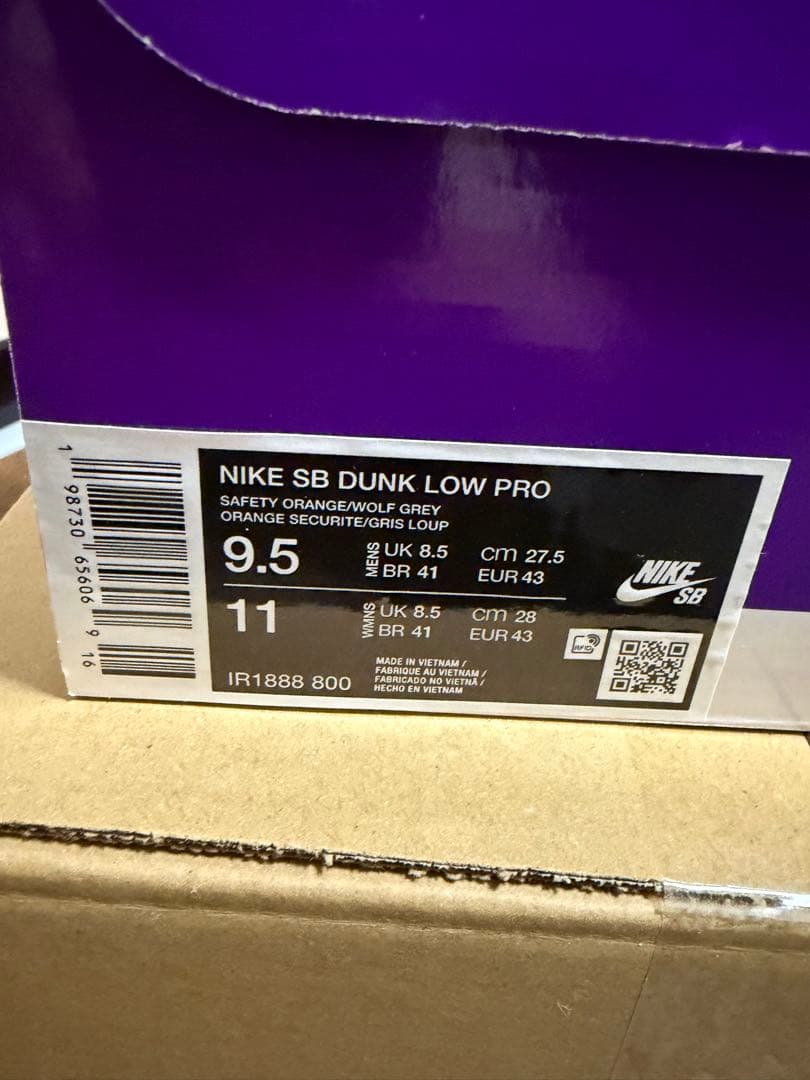 NIKE SB DUNK LOW PRO
SAFETY ORANGE/WOLF GREY
ORANGE SECURITE/GRIS LOUP
9.5 MENS UK 8.5 cm 27.5
BR 41 EUR 43
11 WMNS UK 8.5 cm 28
BR 41 EUR 43
IR1888 800
MADE IN VIETNAM /
FABRIQUE AU VIETNAM /
FABRICADO NO VIETNÃ /
HECHO EN VIETNAM
RFID
NIKE
SB
1 98730 65606 9 16